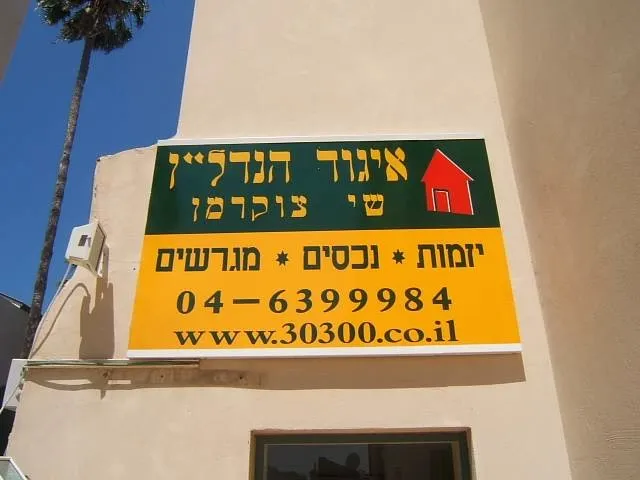 איגוד הנדל"ן
שי צוקרמן
יזמות * נכסים * מגרשים
04-6399984
www.30300.co.il